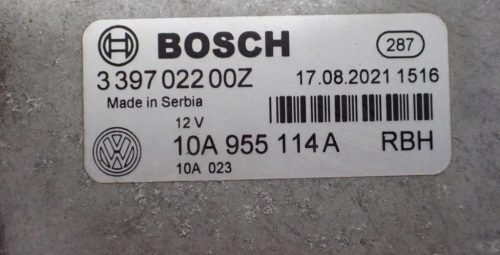 BOSCH 287
3 397 022 00Z 17.08.2021 1516
Made in Serbia
12 V
10A 955 114 A RBH
10A 023